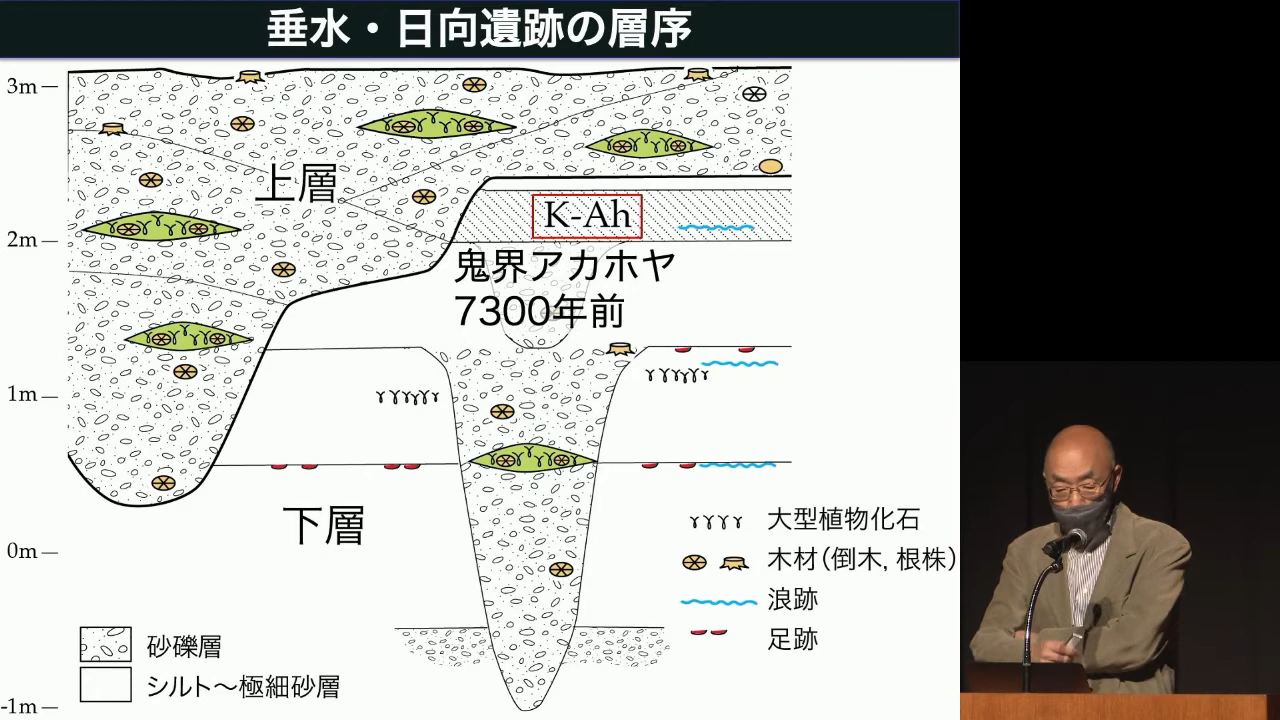 垂水・日向遺跡の層序
3m
上層
K-Ah
2m
鬼界アカホヤ
7300年前
1m
下層
大型植物化石
0m
木材(倒木, 根株)
浪跡
足跡
砂礫層
シルト～極細砂層
-1m